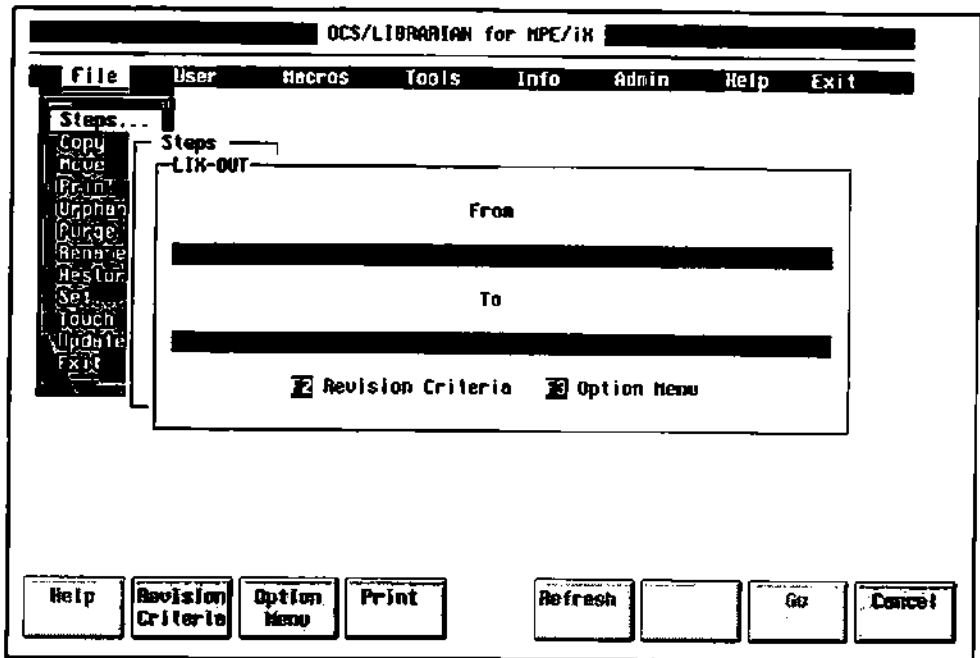 OCS/LIBRARIAN for MPE/iX
File User Macros Tools Info Admin Help Exit
Steps...
Copy
Move
Print
Orphan
Purge
Rename
Restor
Set...
Touch
Update
Exit
Steps
LIX-OUT
From
To
F2 Revision Criteria F3 Option Menu
Help
Revision Criteria
Option Menu
Print
Refresh
Go
Cancel